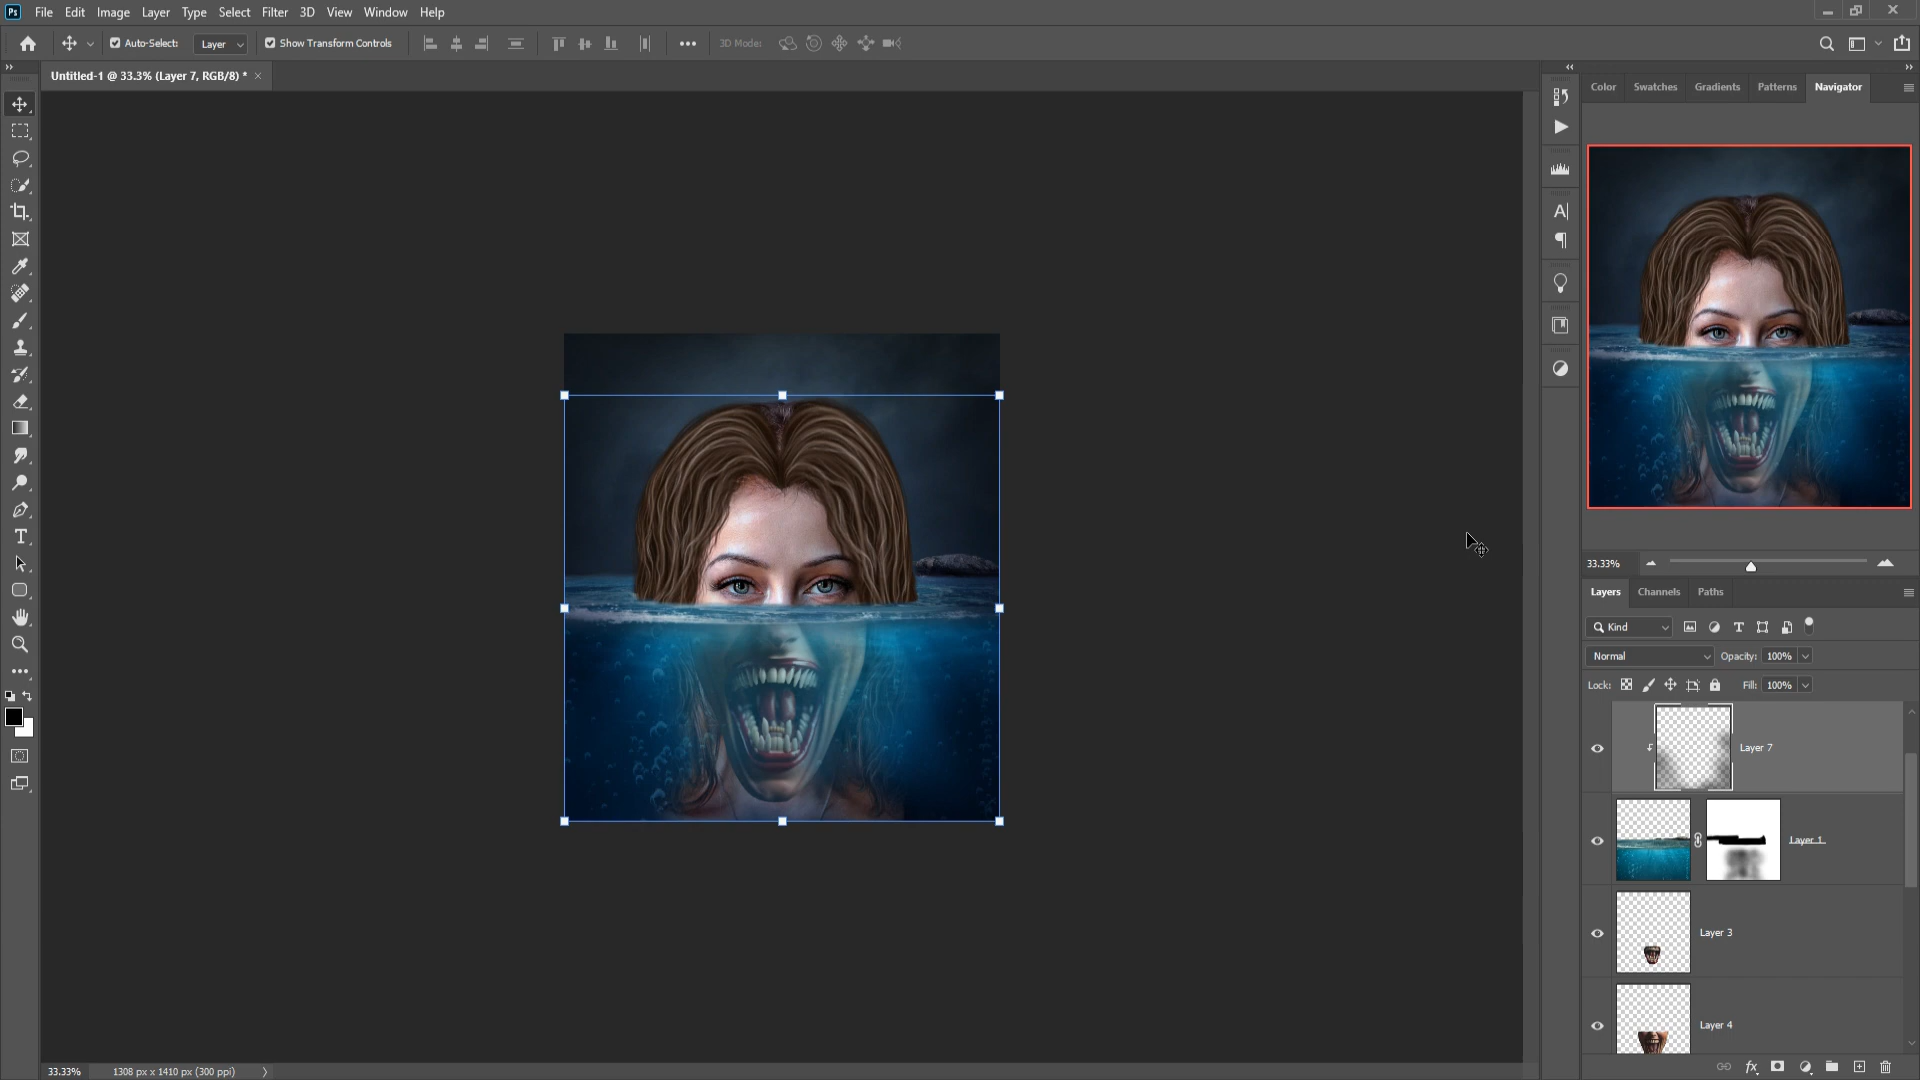 Ps File Edit Image Layer Type Select Filter 3D View Window Help
Auto-Select: Layer Show Transform Controls 3D Mode:
Untitled-1 @ 33.3% (Layer 7, RGB/8) *
Color Swatches Gradients Patterns Navigator
33.33%
Layers Channels Paths
Kind
Normal Opacity: 100%
Lock: Fill: 100%
Layer 7
Layer 1
Layer 3
Layer 4
33.33% 1308 px x 1410 px (300 ppi)